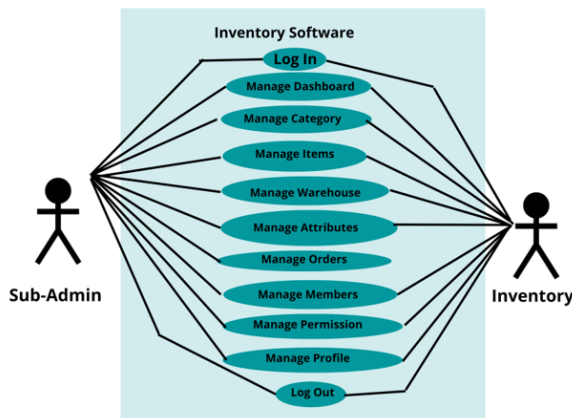 Inventory Software
Log In
Manage Dashboard
Manage Category
Manage Items
Manage Warehouse
Manage Attributes
Manage Orders
Manage Members
Manage Permission
Manage Profile
Log Out
Sub-Admin
Inventory